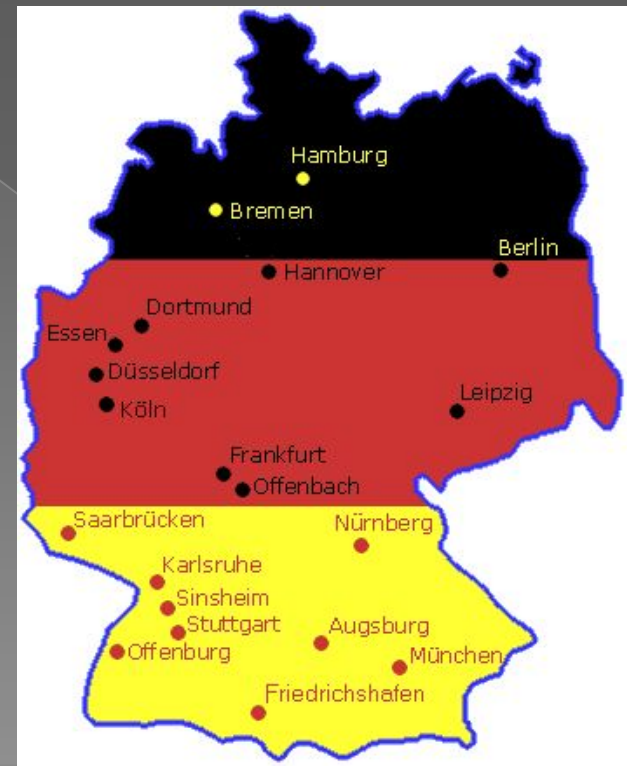 Hamburg
Bremen
Berlin
Hannover
Dortmund
Essen
Düsseldorf
Köln
Leipzig
Frankfurt
Offenbach
Saarbrücken
Nürnberg
Karlsruhe
Sinsheim
Stuttgart
Augsburg
Offenburg
München
Friedrichshafen